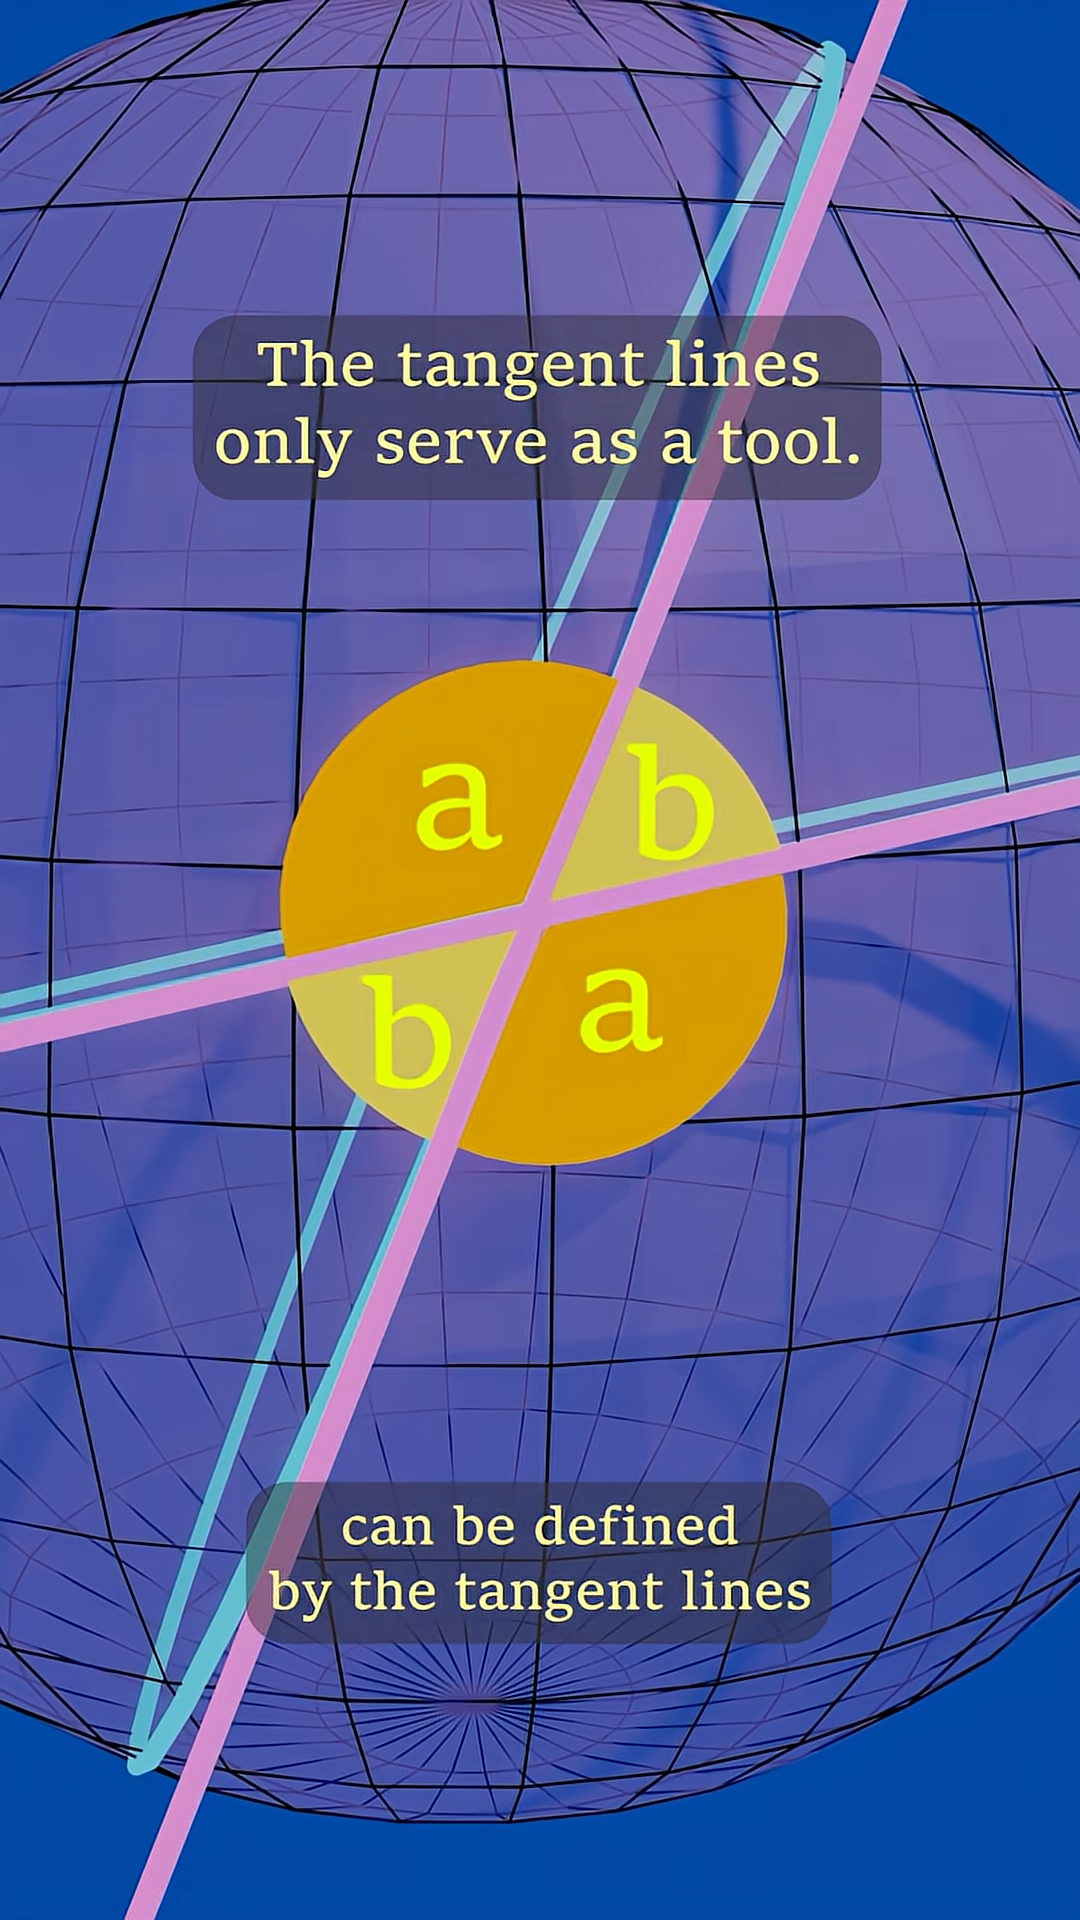 The tangent lines
only serve as a tool.
a
b
b
a
can be defined
by the tangent lines